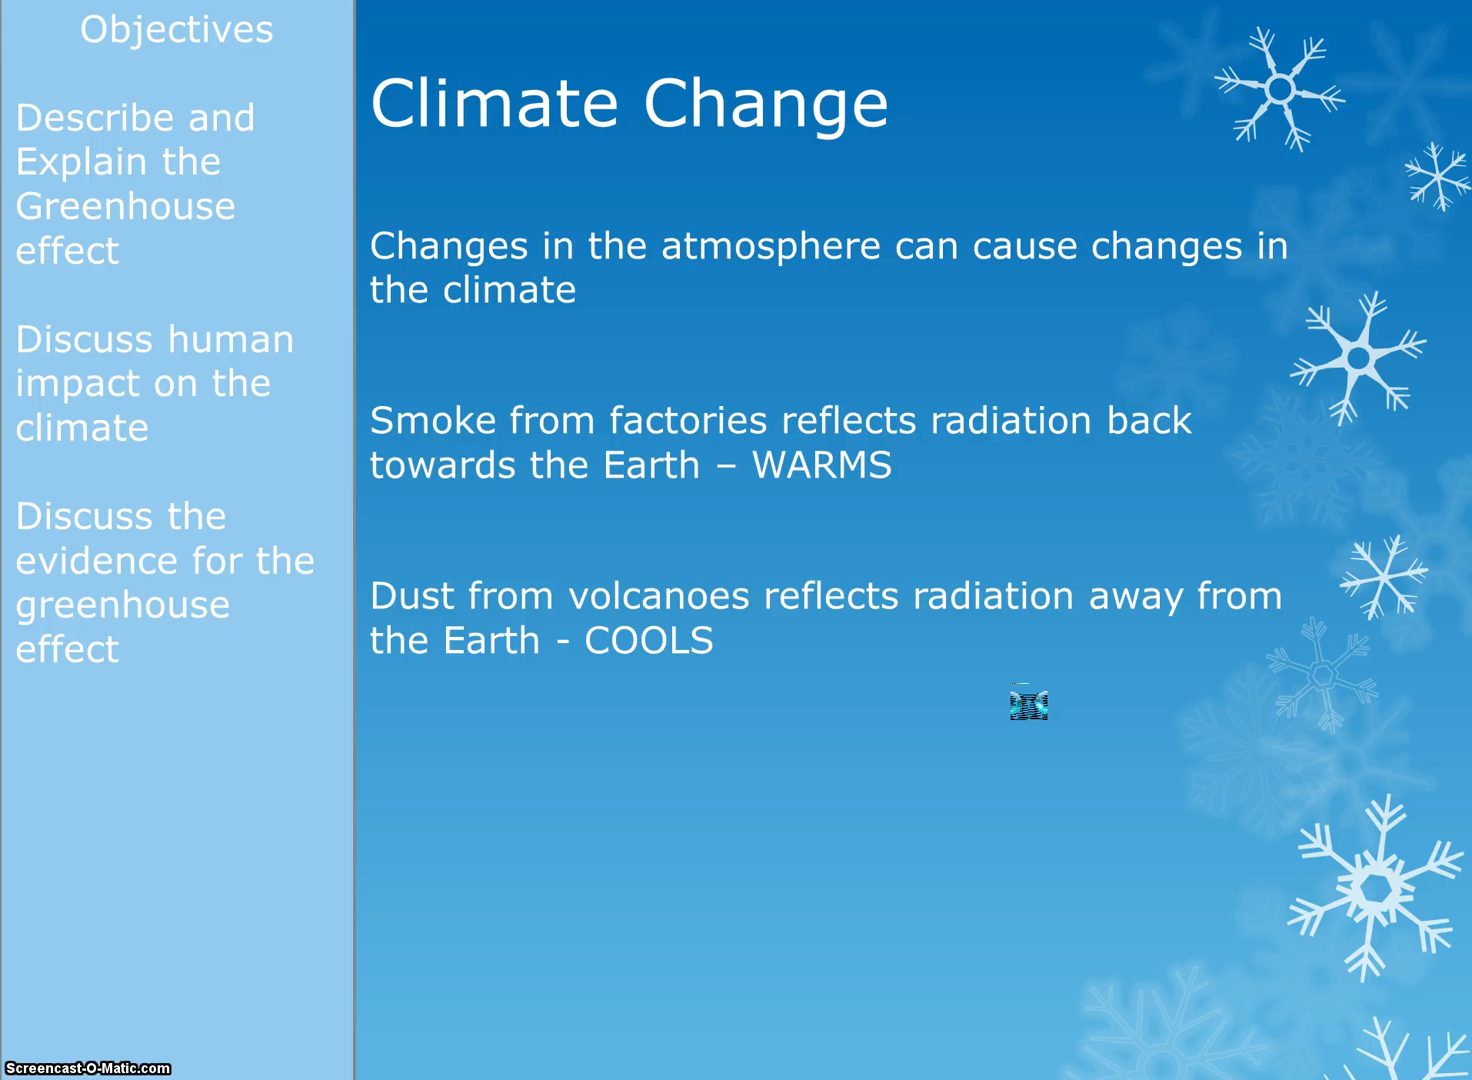 Objectives
Describe and
Explain the
Greenhouse
effect
Discuss human
impact on the
climate
Discuss the
evidence for the
greenhouse
effect
Climate Change
Changes in the atmosphere can cause changes in
the climate
Smoke from factories reflects radiation back
towards the Earth – WARMS
Dust from volcanoes reflects radiation away from
the Earth - COOLS
Screencast-O-Matic.com